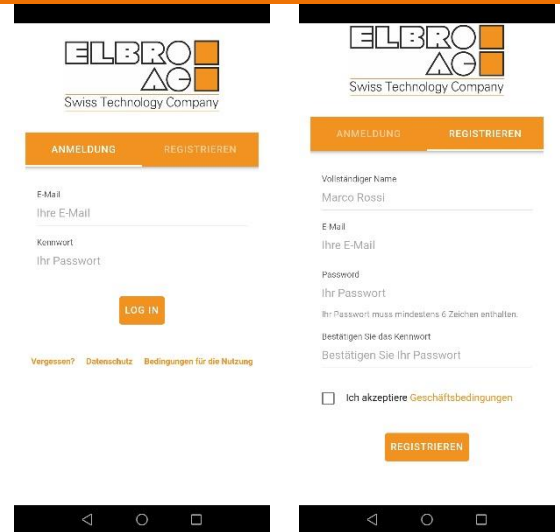 ELBRO
AG
Swiss Technology Company
ANMELDUNG REGISTRIEREN
E-Mail
Ihre E-Mail
Kennwort
Ihr Passwort
LOG IN
Vergessen? Datenschutz Bedingungen für die Nutzung
ELBRO
AG
Swiss Technology Company
ANMELDUNG REGISTRIEREN
Vollständiger Name
Marco Rossi
E-Mail
Ihre E-Mail
Password
Ihr Passwort
Ihr Passwort muss mindestens 6 Zeichen enthalten.
Bestätigen Sie das Kennwort
Bestätigen Sie Ihr Passwort
Ich akzeptiere Geschäftsbedingungen
REGISTRIEREN